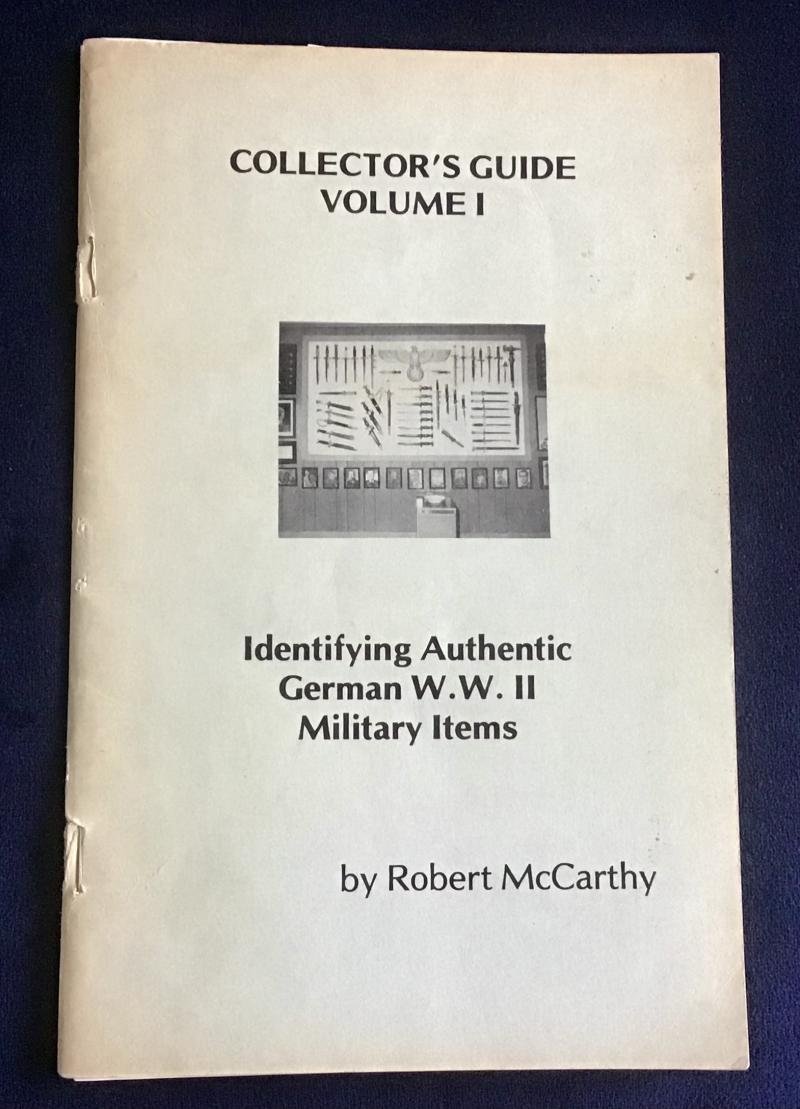 COLLECTOR'S GUIDE
VOLUME I
Identifying Authentic
German W.W. II
Military Items
by Robert McCarthy